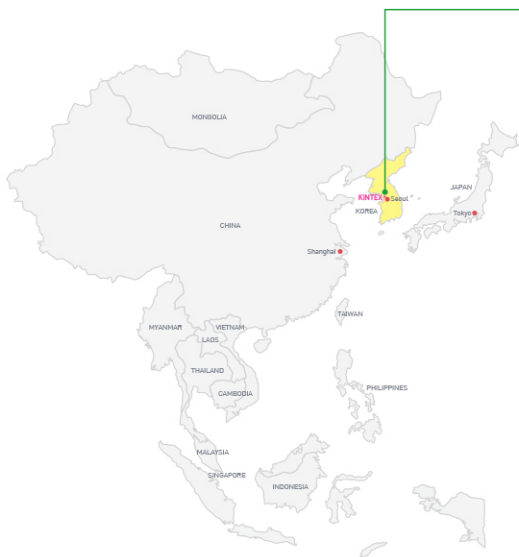 MONGOLIA
JAPAN
KINTEX
Seoul
KOREA
Tokyo
CHINA
Shanghai
TAIWAN
MYANMAR
VIETNAM
LAOS
THAILAND
PHILIPPINES
CAMBODIA
MALAYSIA
SINGAPORE
INDONESIA